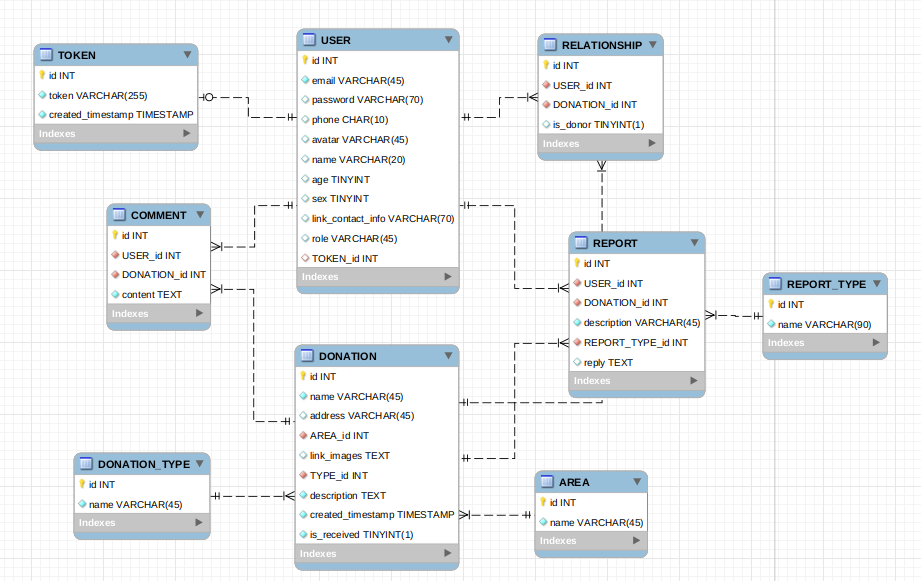 TOKEN
id INT
token VARCHAR(255)
created_timestamp TIMESTAMP
Indexes
USER
id INT
email VARCHAR(45)
password VARCHAR(70)
phone CHAR(10)
avatar VARCHAR(45)
name VARCHAR(20)
age TINYINT
sex TINYINT
link_contact_info VARCHAR(70)
role VARCHAR(45)
TOKEN_id INT
Indexes
RELATIONSHIP
id INT
USER_id INT
DONATION_id INT
is_donor TINYINT(1)
Indexes
COMMENT
id INT
USER_id INT
DONATION_id INT
content TEXT
Indexes
REPORT
id INT
USER_id INT
DONATION_id INT
description VARCHAR(45)
REPORT_TYPE_id INT
reply TEXT
Indexes
REPORT_TYPE
id INT
name VARCHAR(90)
Indexes
DONATION
id INT
name VARCHAR(45)
address VARCHAR(45)
AREA_id INT
link_images TEXT
TYPE_id INT
description TEXT
created_timestamp TIMESTAMP
is_received TINYINT(1)
Indexes
DONATION_TYPE
id INT
name VARCHAR(45)
Indexes
AREA
id INT
name VARCHAR(45)
Indexes